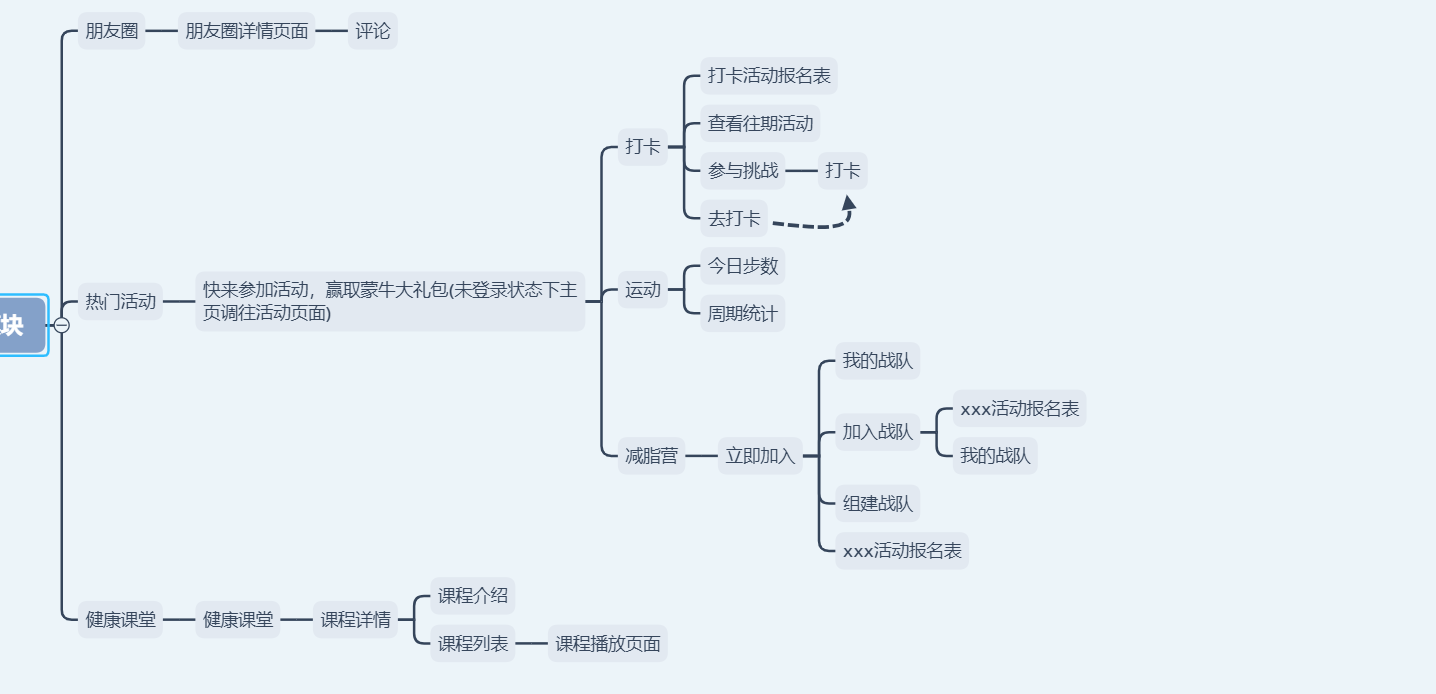 朋友圈
朋友圈详情页面
评论
打卡活动报名表
查看往期活动
打卡
参与挑战
打卡
去打卡
今日步数
运动
周期统计
热门活动
快来参加活动，赢取蒙牛大礼包(未登录状态下主
页调往活动页面)
块
我的战队
xxx活动报名表
加入战队
我的战队
减脂营
立即加入
组建战队
xxx活动报名表
课程介绍
健康课堂
健康课堂
课程详情
课程列表
课程播放页面